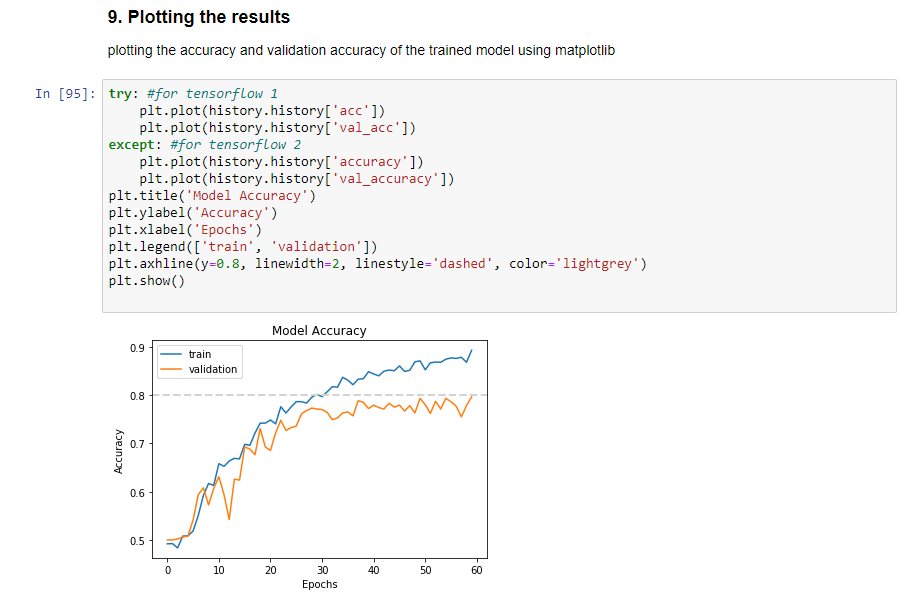 9. Plotting the results
plotting the accuracy and validation accuracy of the trained model using matplotlib
In [95]:
try: #for tensorflow 1
    plt.plot(history.history['acc'])
    plt.plot(history.history['val_acc'])
except: #for tensorflow 2
    plt.plot(history.history['accuracy'])
    plt.plot(history.history['val_accuracy'])
plt.title('Model Accuracy')
plt.ylabel('Accuracy')
plt.xlabel('Epochs')
plt.legend(['train', 'validation'])
plt.axhline(y=0.8, linewidth=2, linestyle='dashed', color='lightgrey')
plt.show()
Model Accuracy
train
validation
0.9
0.8
0.7
0.6
0.5
Accuracy
0 10 20 30 40 50 60
Epochs